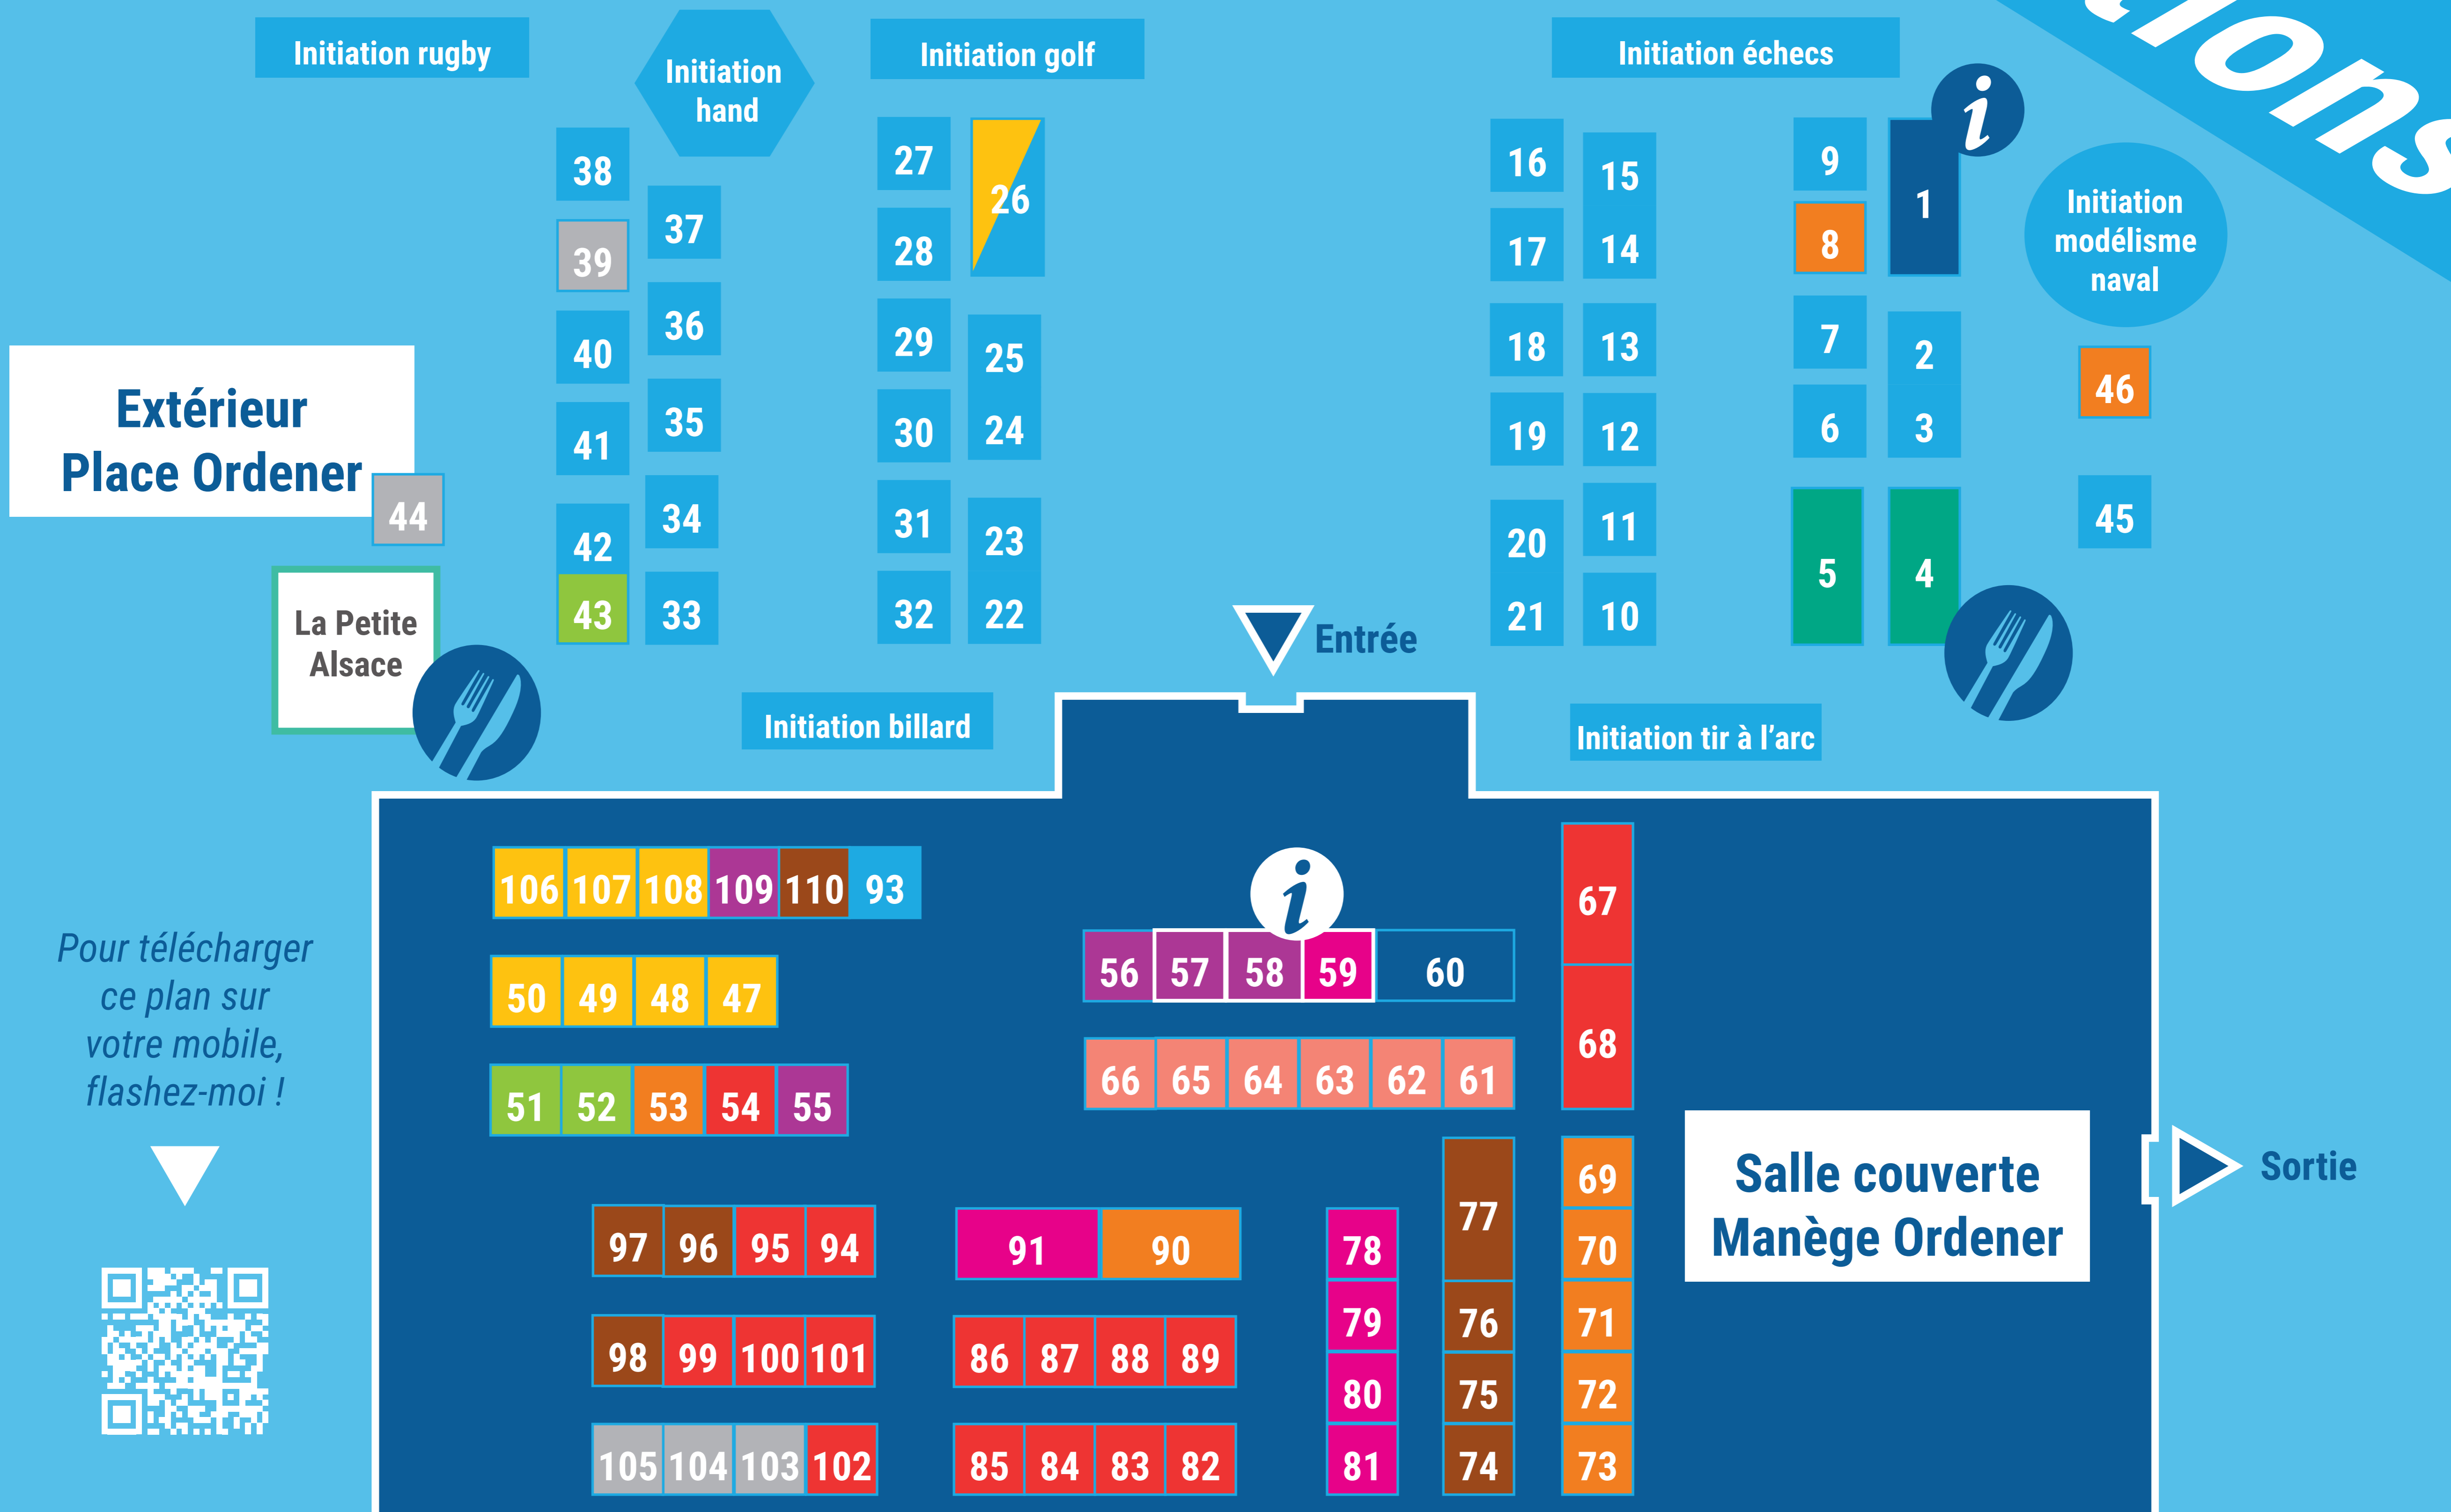 tions
Initiation rugby
Initiation
hand
Initiation golf
Initiation échecs
i
Initiation
modélisme
naval
38
39
40
41
42
43
37
36
35
34
33
27
28
29
30
31
32
26
25
24
23
22
16
17
18
19
20
21
15
14
13
12
11
10
9
8
7
6
5
1
2
3
4
46
45
Extérieur
Place Ordener
44
La Petite
Alsace
Entrée
Initiation billard
Initiation tir à l’arc
106 107 108 109 110 93
50 49 48 47
51 52 53 54 55
i
56 57 58 59 60
66 65 64 63 62 61
67
68
69
70
71
72
73
77
76
75
74
78
79
80
81
97 96 95 94
98 99 100 101
105 104 103 102
91 90
86 87 88 89
85 84 83 82
Salle couverte
Manège Ordener
Sortie
Pour télécharger
ce plan sur
votre mobile,
flashez-moi !